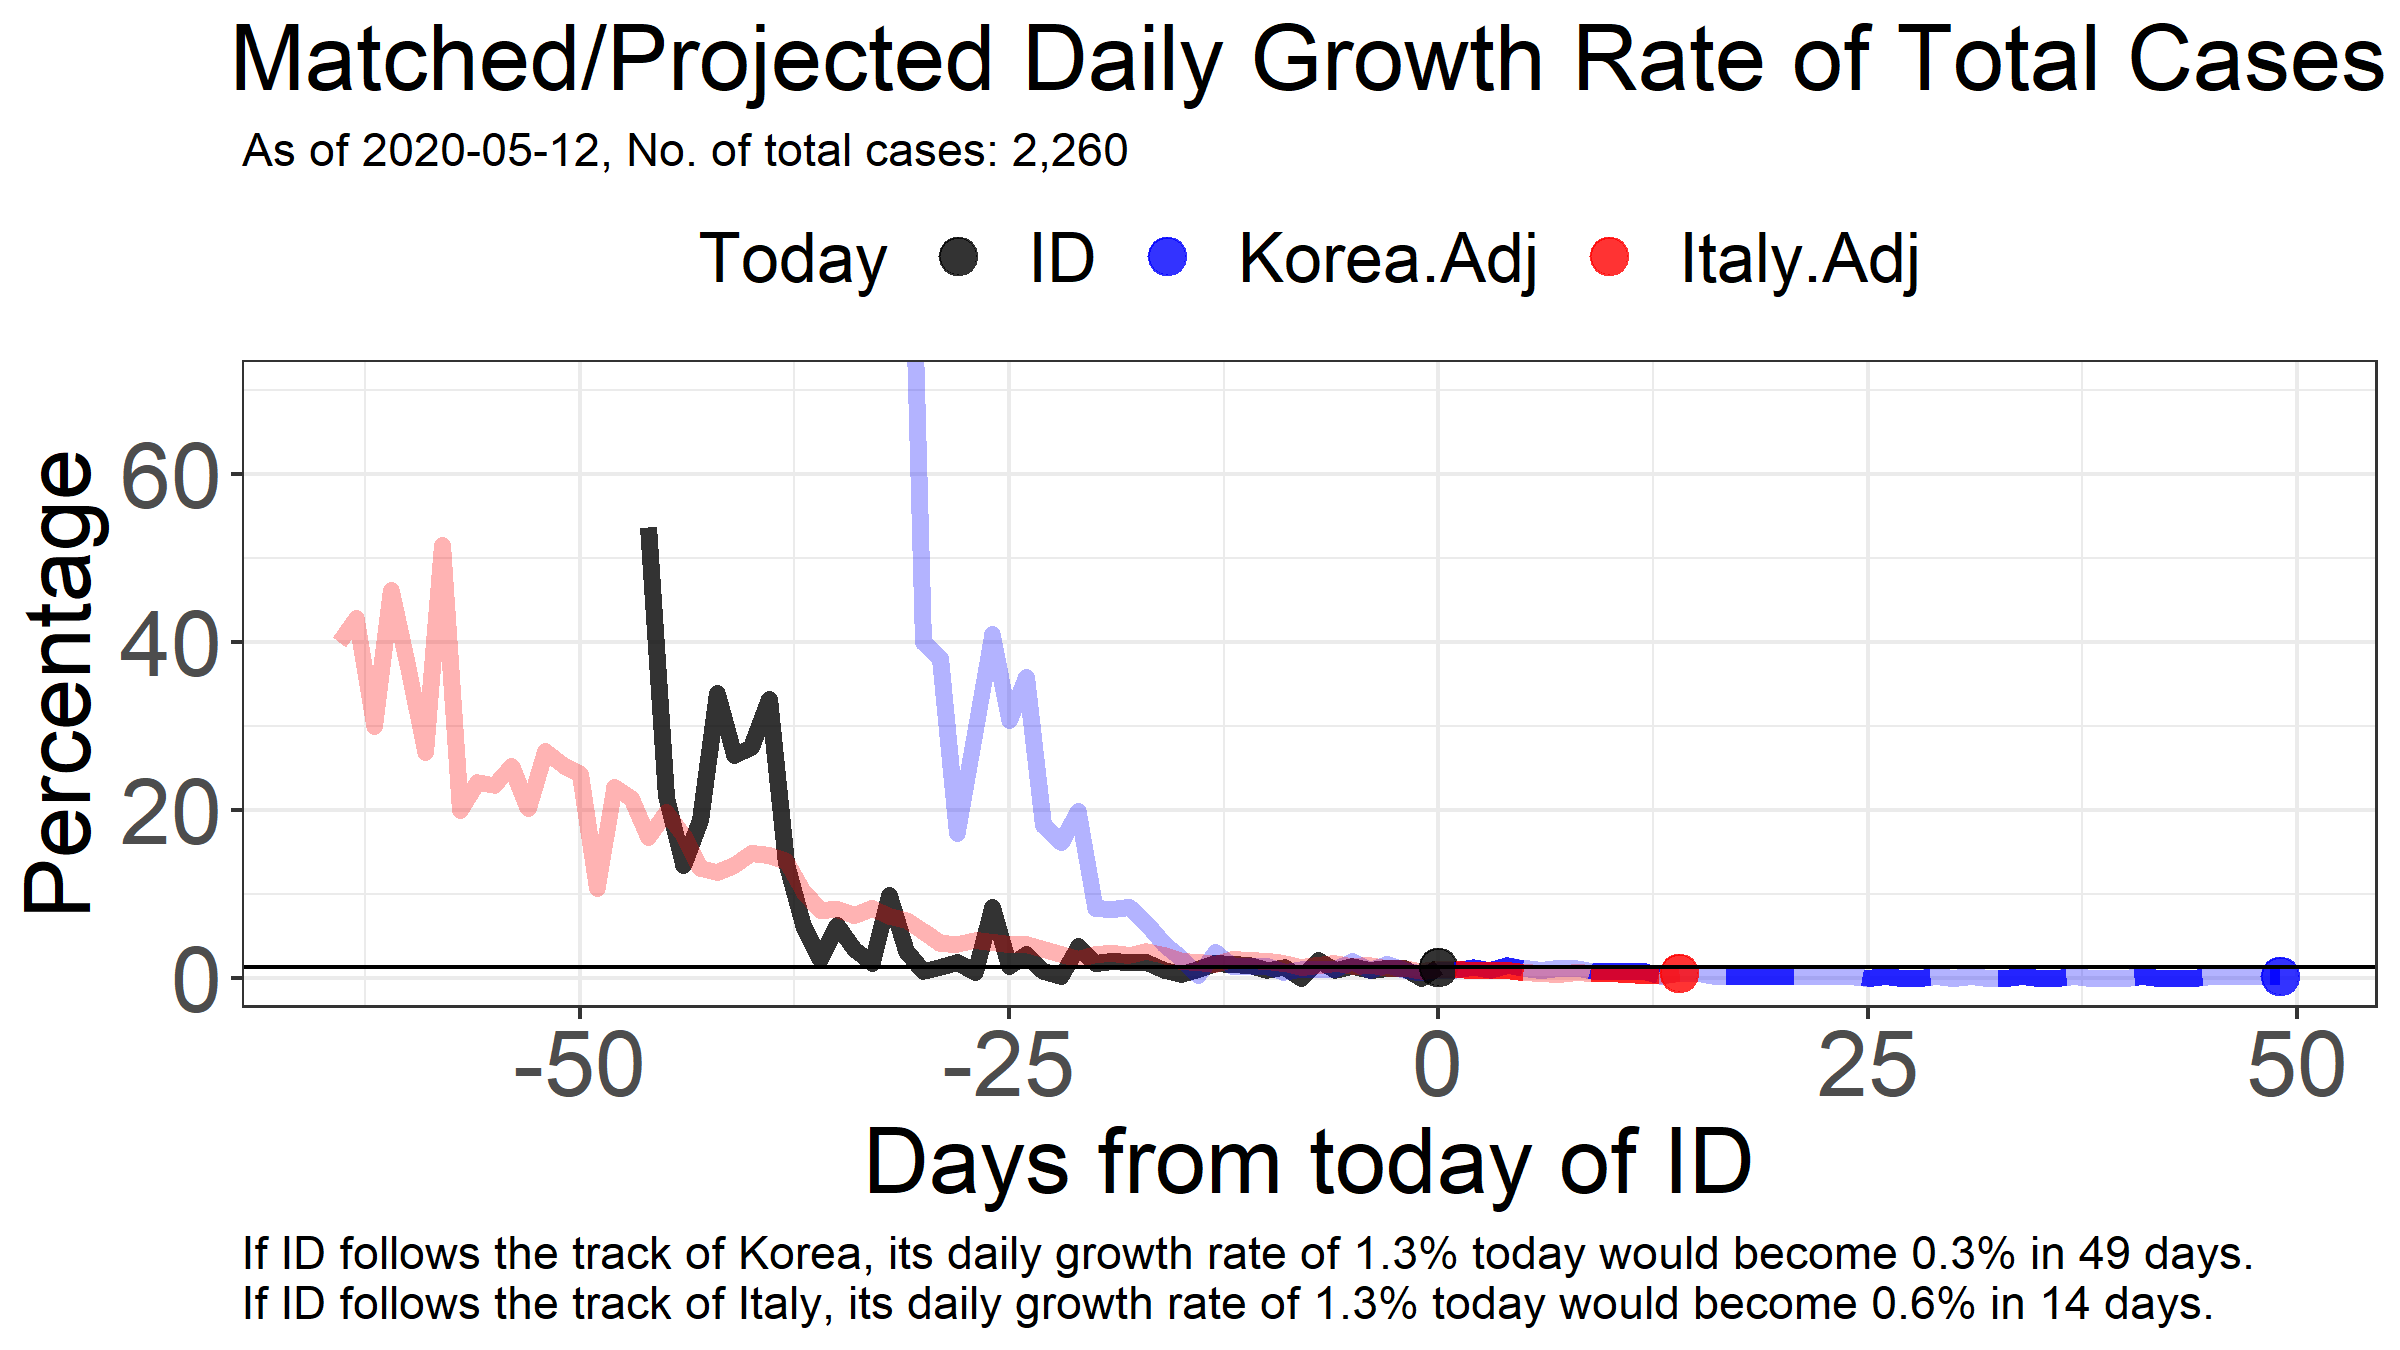 Matched/Projected Daily Growth Rate of Total Cases
As of 2020-05-12, No. of total cases: 2,260
Today ID Korea.Adj Italy.Adj
Percentage
60
40
20
0
-50 -25 0 25 50
Days from today of ID
If ID follows the track of Korea, its daily growth rate of 1.3% today would become 0.3% in 49 days.
If ID follows the track of Italy, its daily growth rate of 1.3% today would become 0.6% in 14 days.